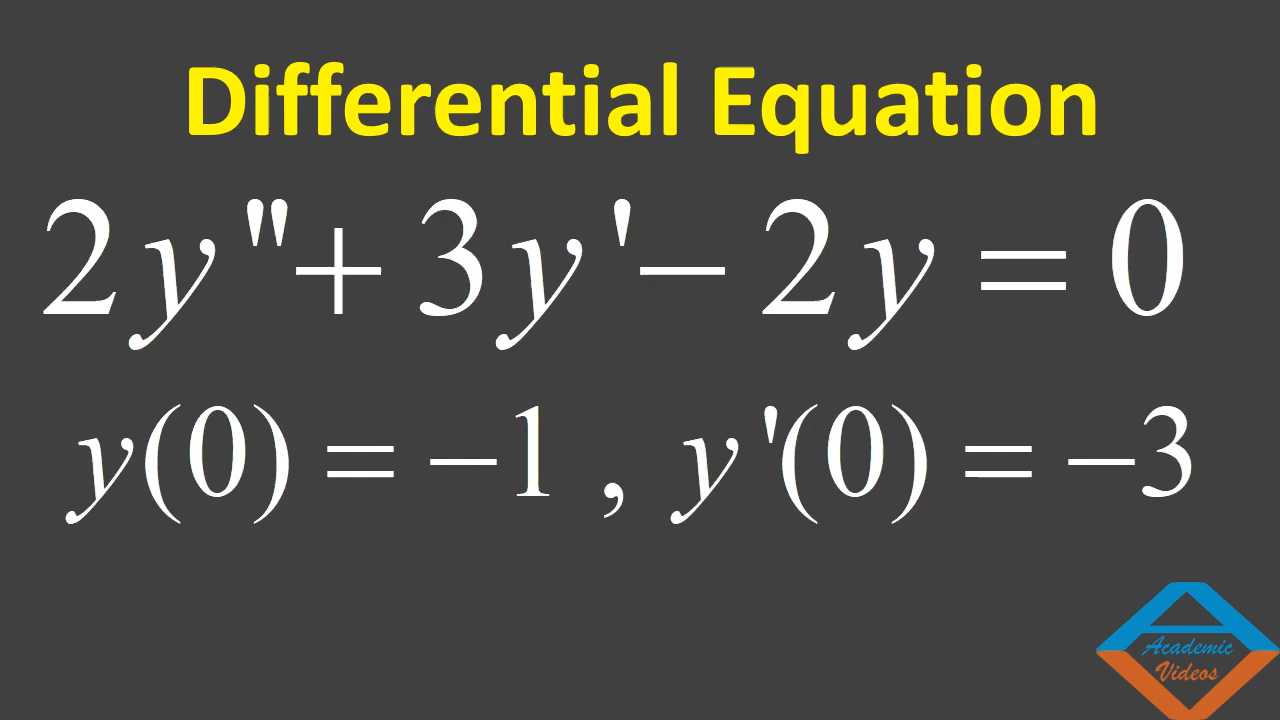 Differential Equation
2y"+3y'−2y=0
y(0)=−1 , y'(0)=−3
Academic
Videos